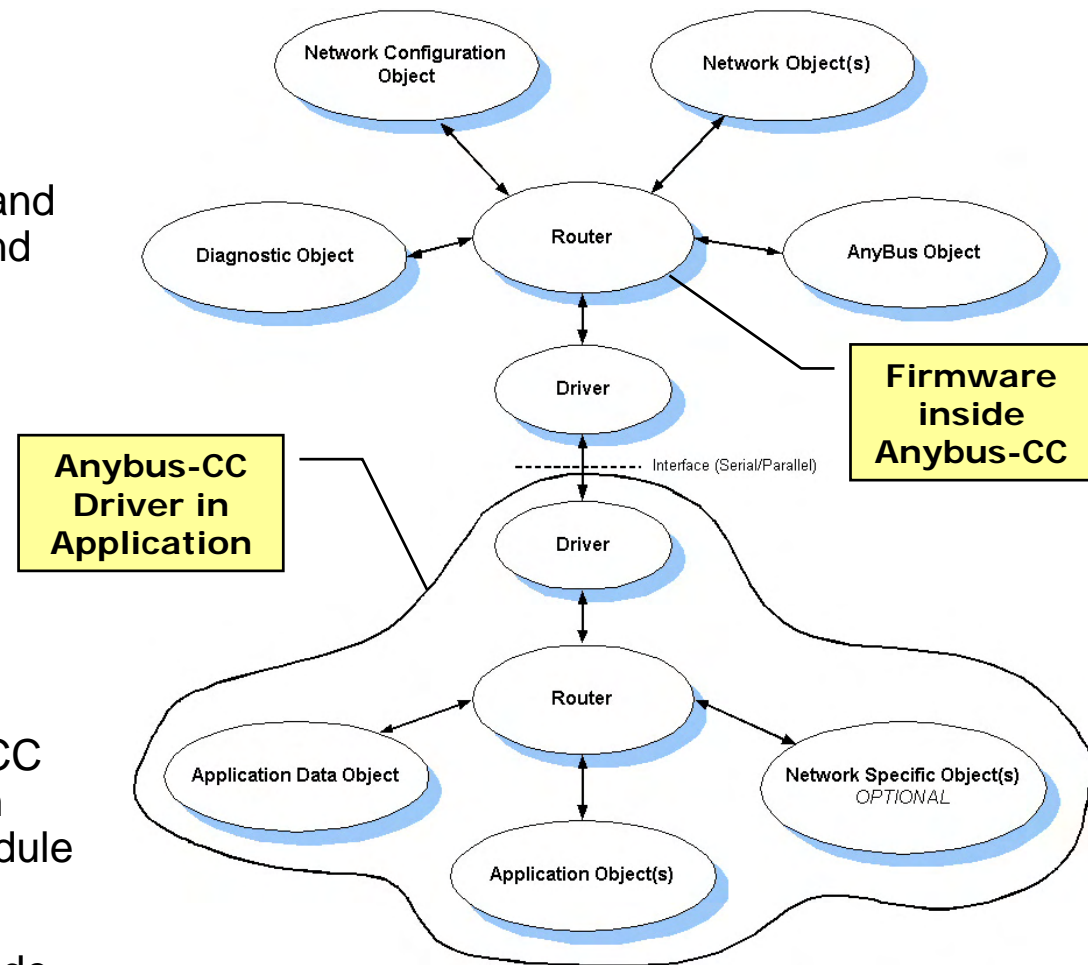 Network Configuration
Object
Network Object(s)
and
nd
Diagnostic Object
Router
AnyBus Object
Driver
Firmware
inside
Anybus-CC
Anybus-CC
Driver in
Application
Interface (Serial/Parallel)
Driver
Router
CC
Application Data Object
Network Specific Object(s)
OPTIONAL
dule
Application Object(s)